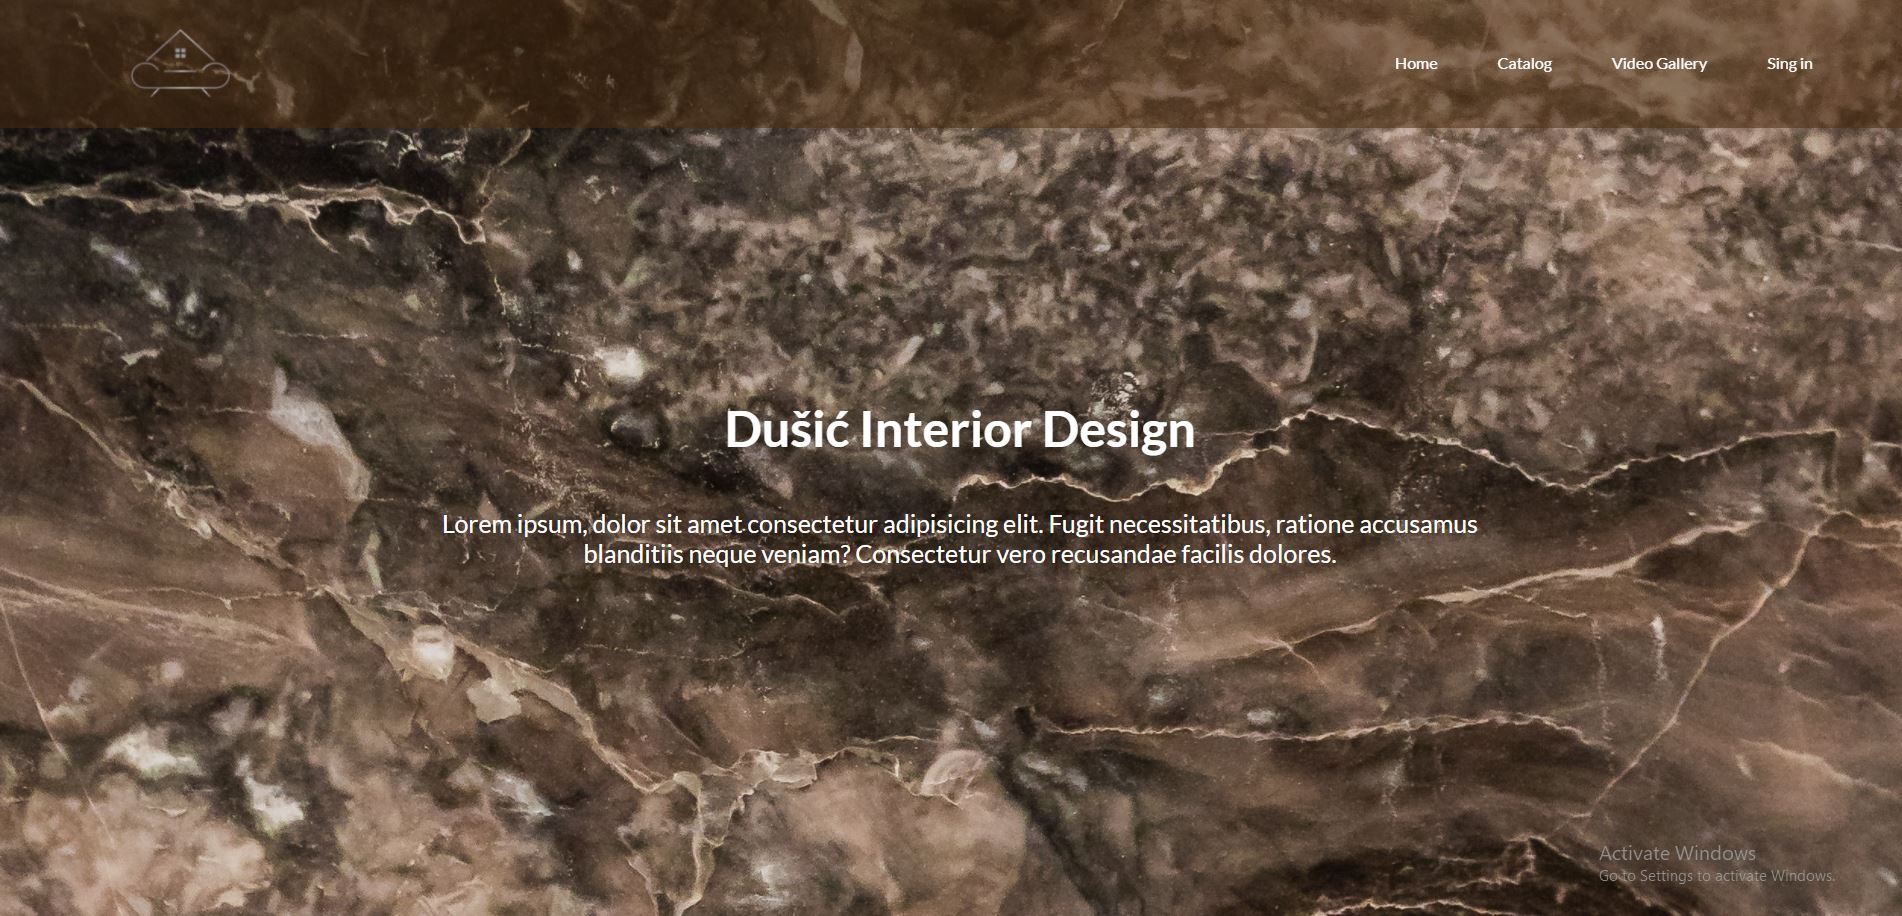 Home Catalog Video Gallery Sing in
Dušić Interior Design
Lorem ipsum, dolor sit amet consectetur adipisicing elit. Fugit necessitatibus, ratione accusamus
blanditiis neque veniam? Consectetur vero recusandae facilis dolores.
Activate Windows
Go to Settings to activate Windows.